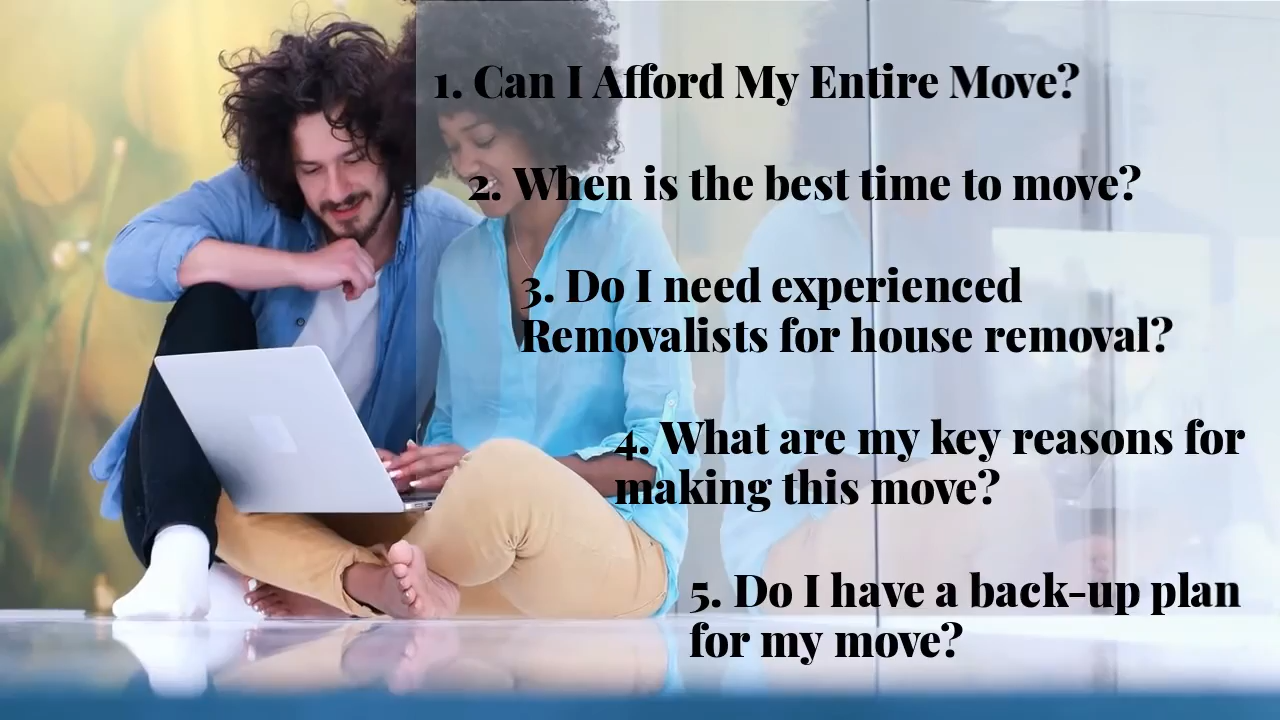 1. Can I Afford My Entire Move?
2. When is the best time to move?
3. Do I need experienced
Removalists for house removal?
4. What are my key reasons for
making this move?
5. Do I have a back-up plan
for my move?